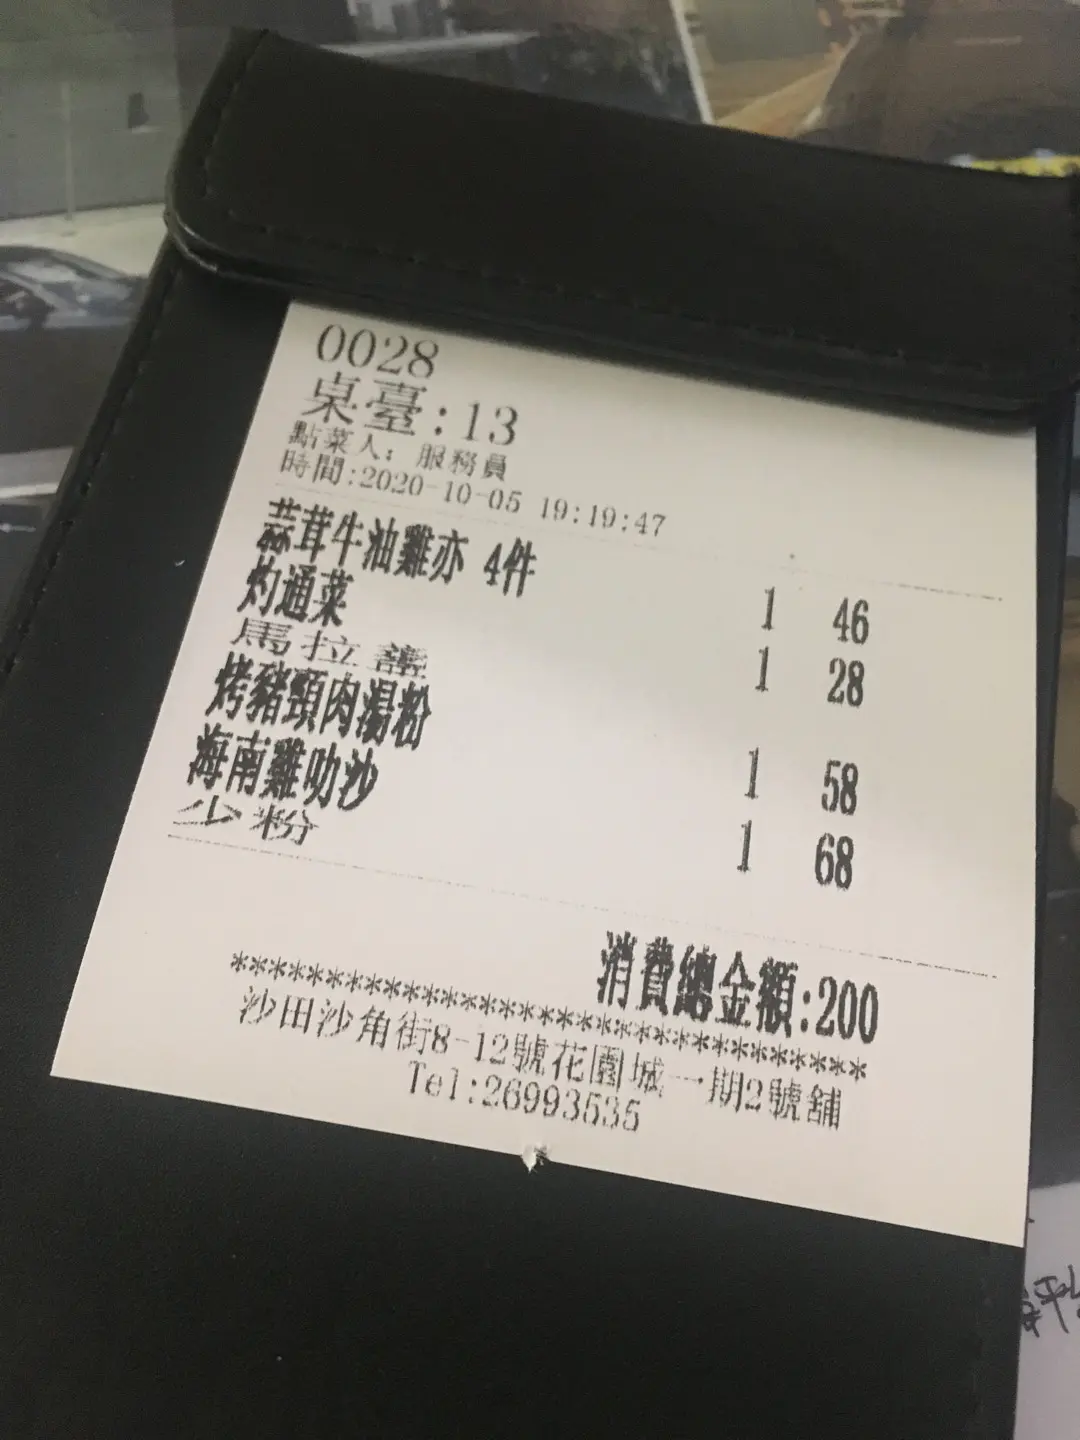 0028
桌臺:13
點菜人: 服務員
時間:2020-10-05 19:19:47
蒜茸牛油雞亦 4件 1 46
灼通菜 1 28
馬拉盞
烤豬頸肉湯粉 1 58
海南雞叻沙 1 68
少粉
消費總金額:200
****************************************
沙田沙角街8-12號花園城一期2號舖
Tel:26993535